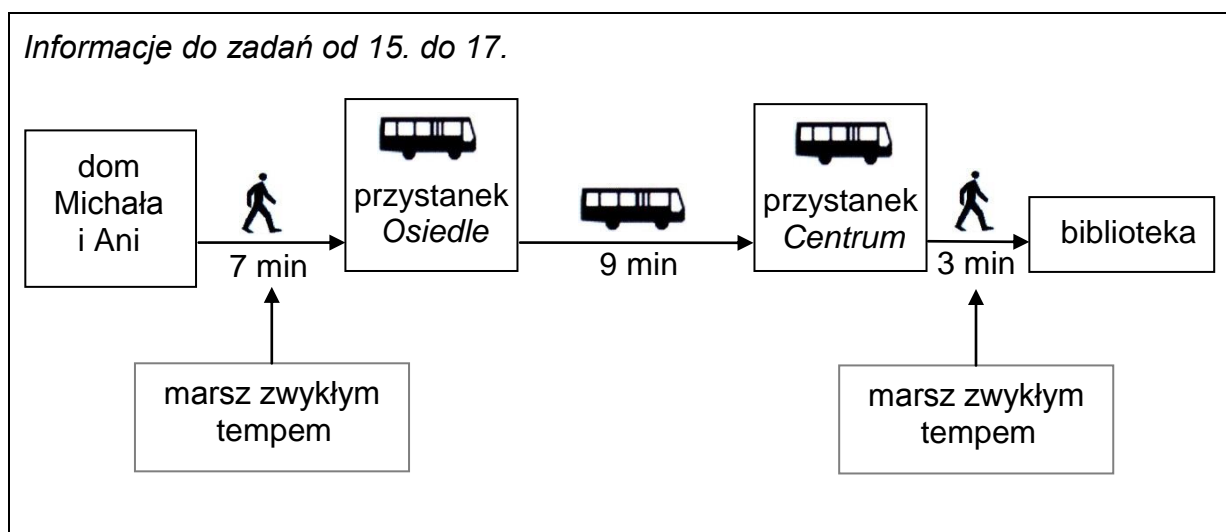 Informacje do zadań od 15. do 17.
dom
Michała
i Ani
7 min
przystanek
Osiedle
9 min
przystanek
Centrum
3 min
biblioteka
marsz zwykłym
tempem
marsz zwykłym
tempem